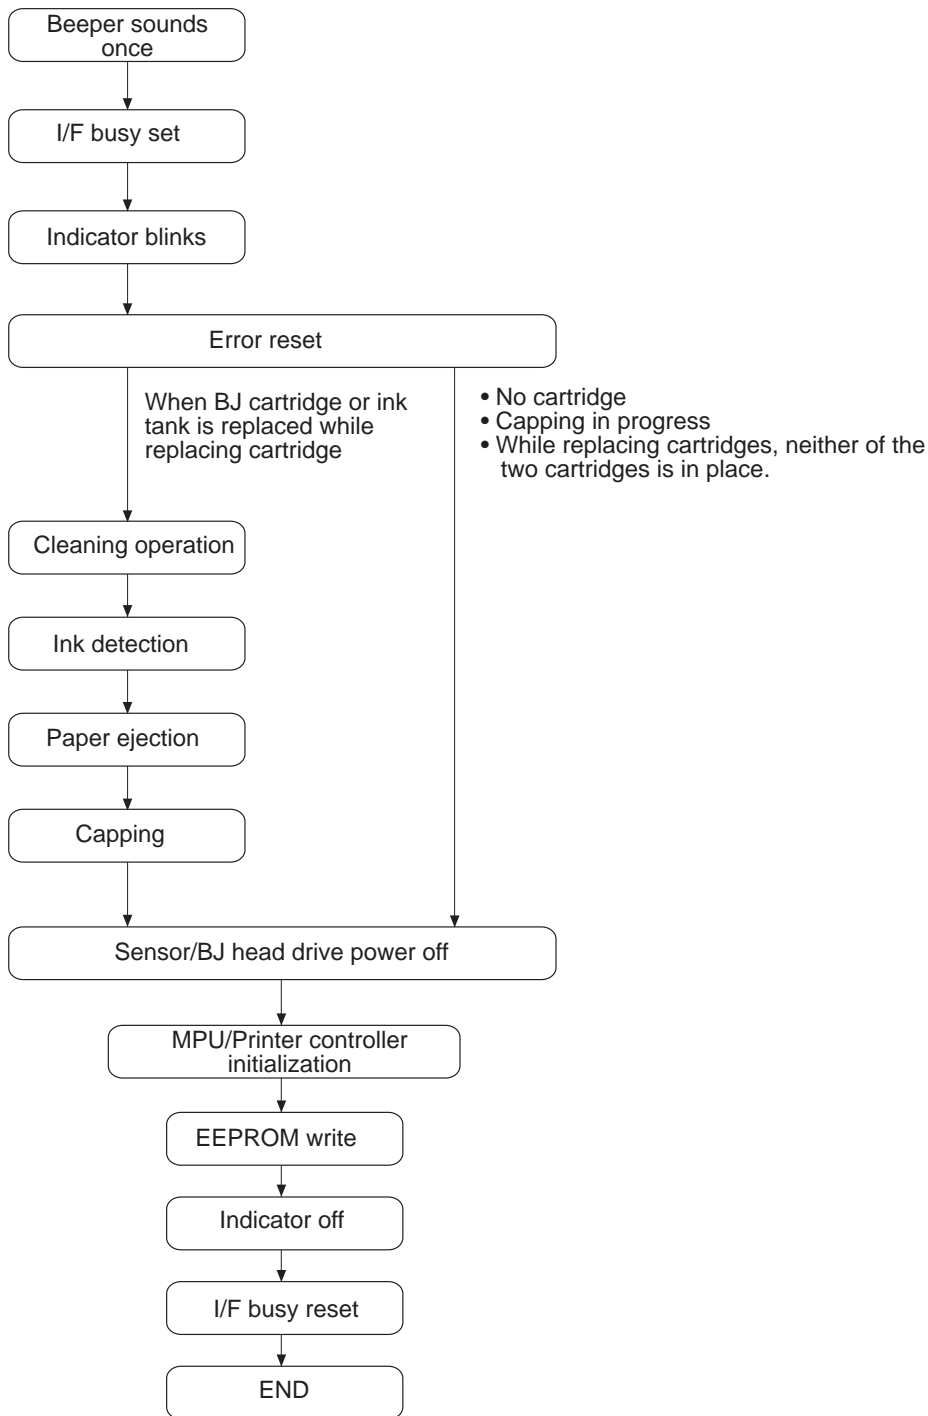 Beeper sounds
once
I/F busy set
Indicator blinks
Error reset
When BJ cartridge or ink
tank is replaced while
replacing cartridge
• No cartridge
• Capping in progress
• While replacing cartridges, neither of the
two cartridges is in place.
Cleaning operation
Ink detection
Paper ejection
Capping
Sensor/BJ head drive power off
MPU/Printer controller
initialization
EEPROM write
Indicator off
I/F busy reset
END